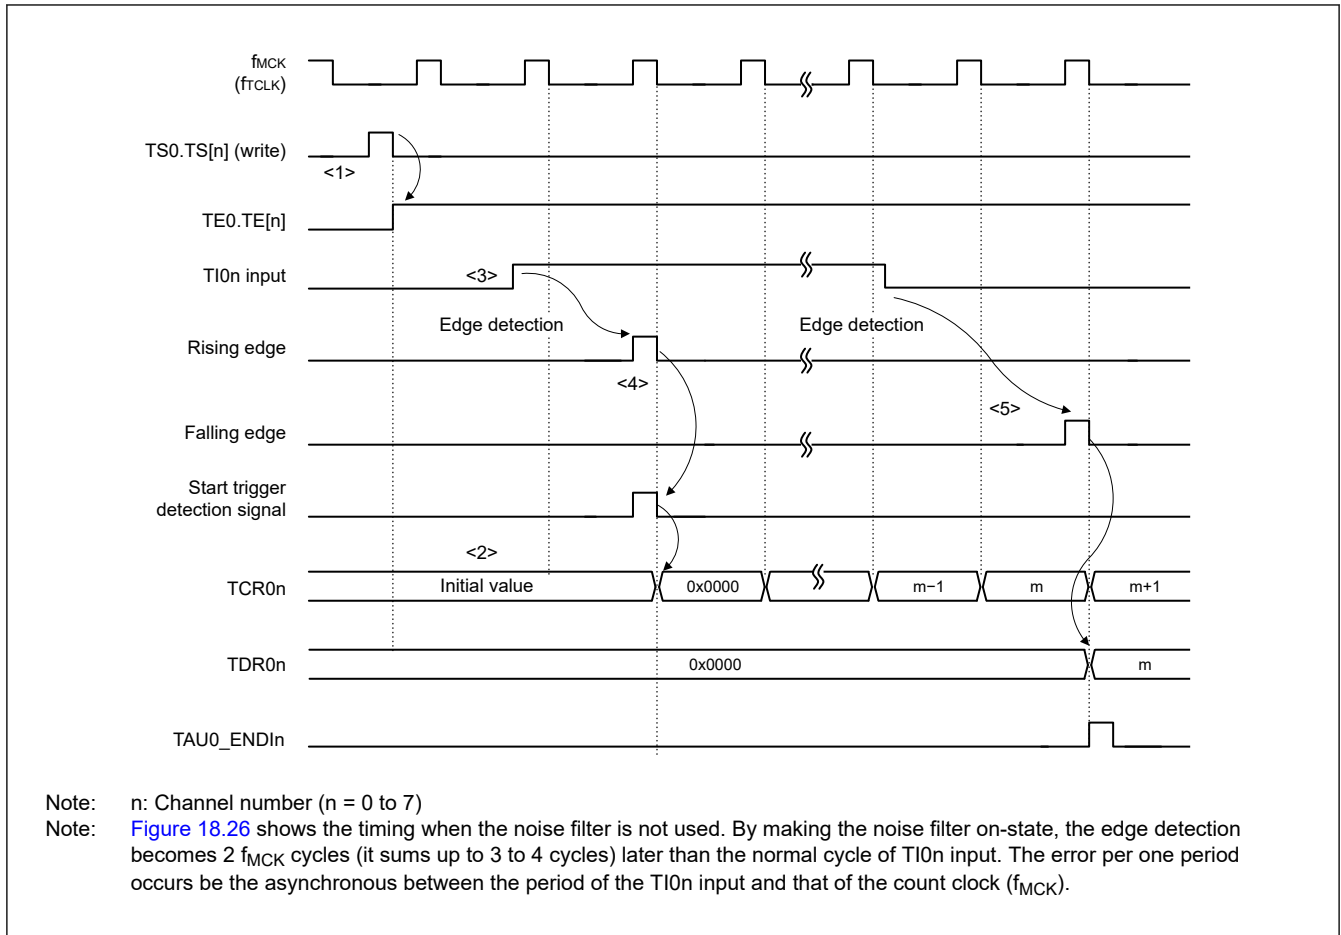 fMCK
(fTCLK)
TS0.TS[n] (write)
<1>
TE0.TE[n]
TI0n input
<3>
Edge detection
Edge detection
Rising edge
<4>
<5>
Falling edge
Start trigger
detection signal
<2>
TCR0n
Initial value
0x0000
m−1
m
m+1
TDR0n
0x0000
m
TAU0_ENDIn
Note: n: Channel number (n = 0 to 7)
Note: Figure 18.26 shows the timing when the noise filter is not used. By making the noise filter on-state, the edge detection
becomes 2 fMCK cycles (it sums up to 3 to 4 cycles) later than the normal cycle of TI0n input. The error per one period
occurs be the asynchronous between the period of the TI0n input and that of the count clock (fMCK).